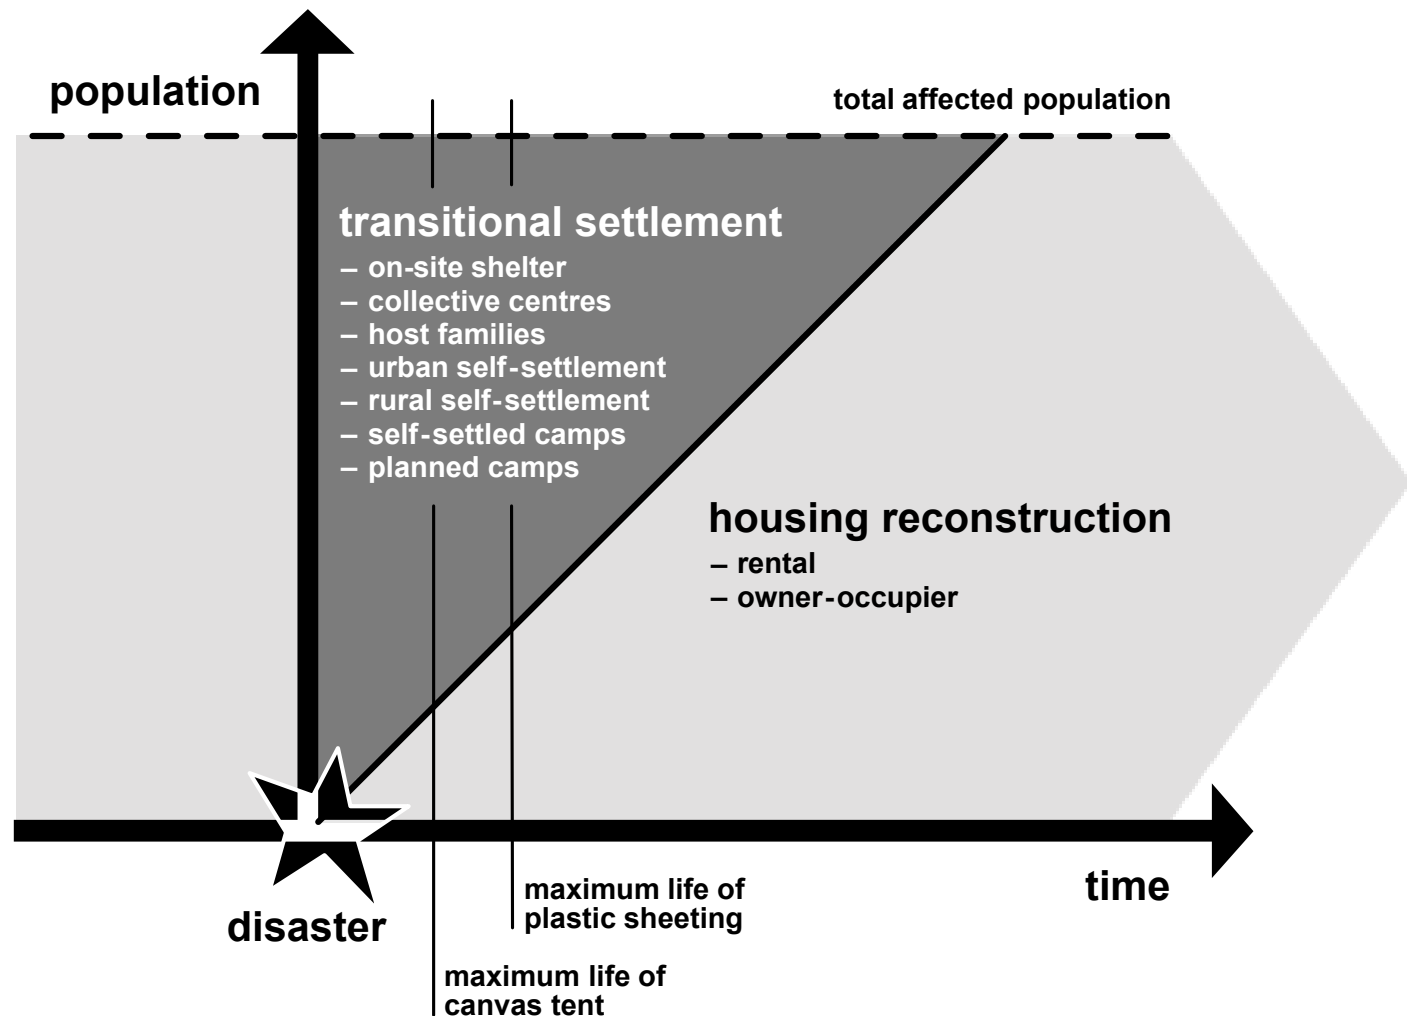 population
total affected population
transitional settlement
– on-site shelter
– collective centres
– host families
– urban self-settlement
– rural self-settlement
– self-settled camps
– planned camps
housing reconstruction
– rental
– owner-occupier
time
disaster
maximum life of
plastic sheeting
maximum life of
canvas tent